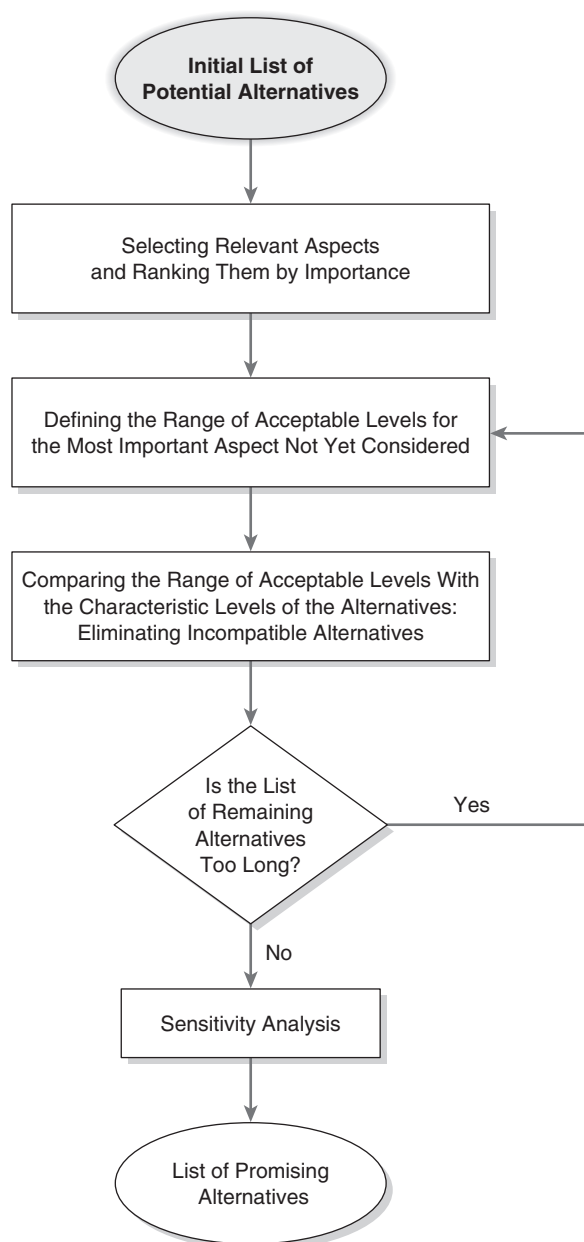 Initial List of
Potential Alternatives
Selecting Relevant Aspects
and Ranking Them by Importance
Defining the Range of Acceptable Levels for
the Most Important Aspect Not Yet Considered
Comparing the Range of Acceptable Levels With
the Characteristic Levels of the Alternatives:
Eliminating Incompatible Alternatives
Is the List
of Remaining
Alternatives
Too Long?
Yes
No
Sensitivity Analysis
List of Promising
Alternatives